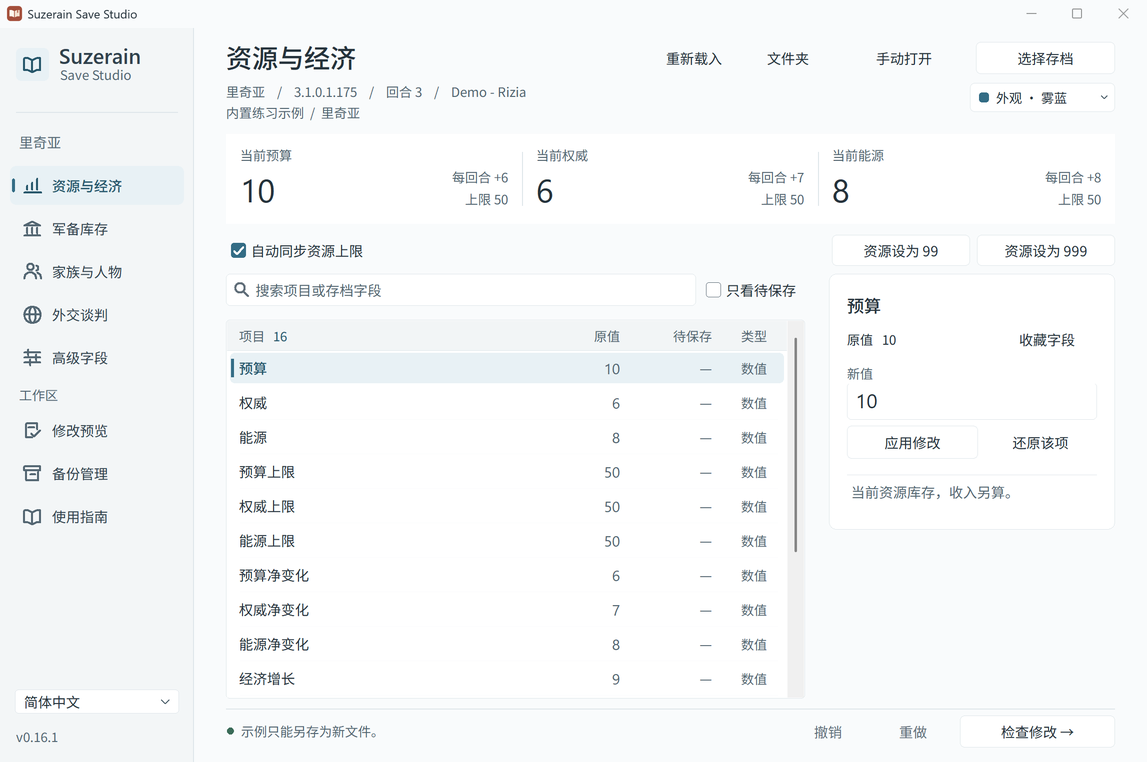 Suzerain Save Studio
Suzerain
Save Studio
里奇亚
资源与经济
军备库存
家族与人物
外交谈判
高级字段
工作区
修改预览
备份管理
使用指南
简体中文
v0.16.1
资源与经济
重新载入 文件夹 手动打开 选择存档
里奇亚 / 3.1.0.1.175 / 回合 3 / Demo - Rizia
内置练习示例 / 里奇亚
外观 · 雾蓝
当前预算
10
每回合 +6
上限 50
当前权威
6
每回合 +7
上限 50
当前能源
8
每回合 +8
上限 50
自动同步资源上限
资源设为 99 资源设为 999
搜索项目或存档字段
只看待保存
项目 16 原值 待保存 类型
预算 10 — 数值
权威 6 — 数值
能源 8 — 数值
预算上限 50 — 数值
权威上限 50 — 数值
能源上限 50 — 数值
预算净变化 6 — 数值
权威净变化 7 — 数值
能源净变化 8 — 数值
经济增长 9 — 数值
预算
原值 10 收藏字段
新值
10
应用修改 还原该项
当前资源库存，收入另算。
示例只能另存为新文件。
撤销 重做 检查修改→